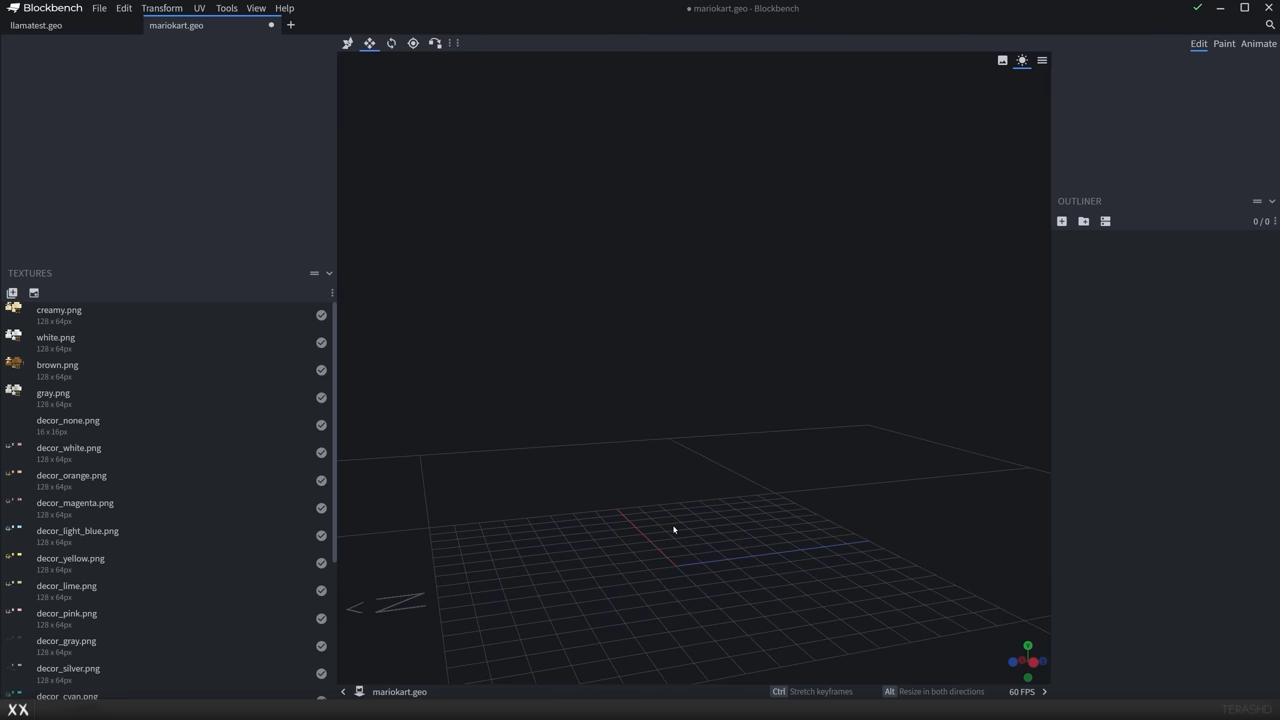 Blockbench File Edit Transform UV Tools View Help
● mariokart.geo - Blockbench
llamatest.geo mariokart.geo
Edit Paint Animate
OUTLINER
0 / 0
TEXTURES
creamy.png
128 x 64px
white.png
128 x 64px
brown.png
128 x 64px
gray.png
128 x 64px
decor_none.png
16 x 16px
decor_white.png
128 x 64px
decor_orange.png
128 x 64px
decor_magenta.png
128 x 64px
decor_light_blue.png
128 x 64px
decor_yellow.png
128 x 64px
decor_lime.png
128 x 64px
decor_pink.png
128 x 64px
decor_gray.png
128 x 64px
decor_silver.png
128 x 64px
decor_cyan.png
N
Y
mariokart.geo Ctrl Stretch keyframes Alt Resize in both directions 60 FPS
XX
TERASHD